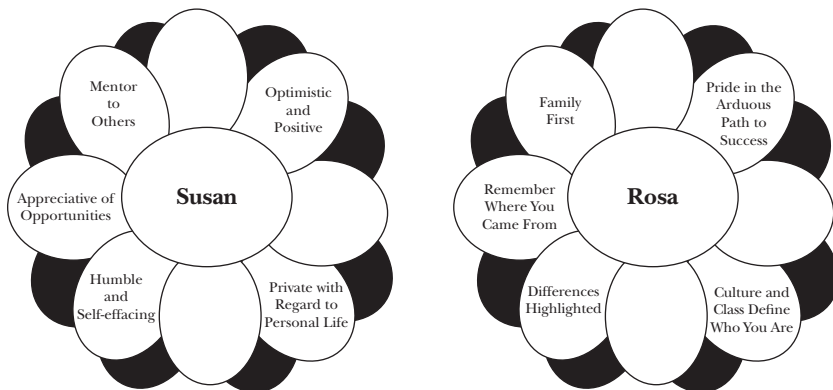 Mentor
to
Others
Optimistic
and
Positive
Appreciative of
Opportunities
Susan
Humble
and
Self-effacing
Private with
Regard to
Personal Life
Family
First
Pride in the
Arduous
Path to
Success
Remember
Where You
Came From
Rosa
Differences
Highlighted
Culture and
Class Define
Who You Are